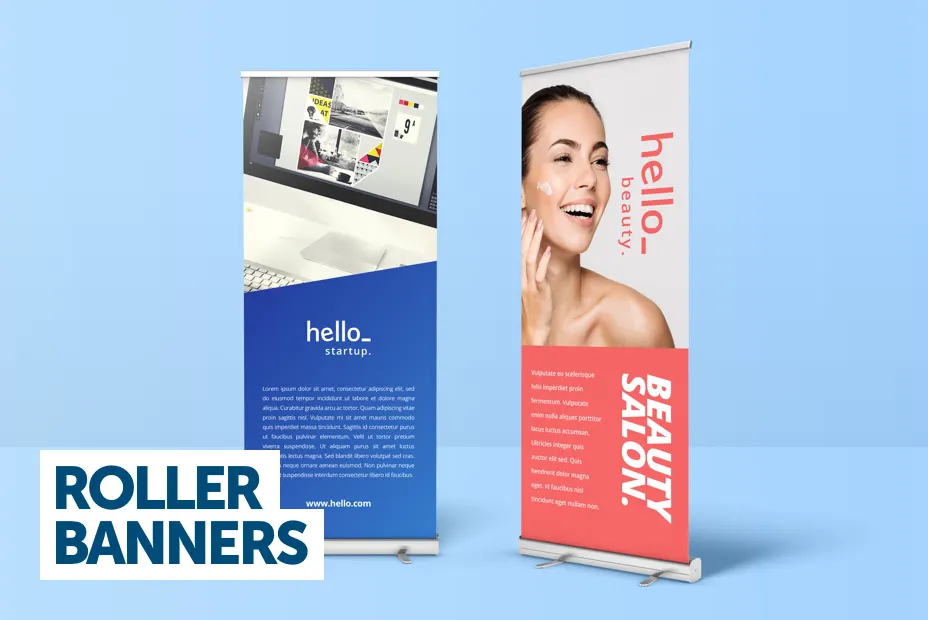 IDEAS
AT
9
A
hello_
startup.
Lorem ipsum dolor sit amet, consectetur adipiscing elit, sed
do eiusmod tempor incididunt ut labore et dolore magna
aliqua. Curabitur gravida arcu ac tortor. Quam adipiscing vitae
proin sagittis nisl. Vulputate mi sit amet mauris commodo
quis imperdiet massa tincidunt. Sagittis id consectetur purus
ut faucibus pulvinar elementum. Velit ut tortor pretium
viverra suspendisse. Ut aliquam purus sit amet luctus
lectus magna. Sed blandit libero volutpat sed cras.
neque ornare aenean euismod. Non pulvinar neque
suspendisse interdum consectetur libero id faucibus.
www.hello.com
hello_
beauty.
Vulputate eu scelerisque
felis imperdiet proin
fermentum. Vulputate
enim nulla aliquet porttitor
lacus luctus accumsan.
Ultricies integer quis
auctor elit sed. Quis
hendrerit dolor magna
eget. Id faucibus nisl
tincidunt eget nullam non.
BEAUTY
SALON.
ROLLER
BANNERS